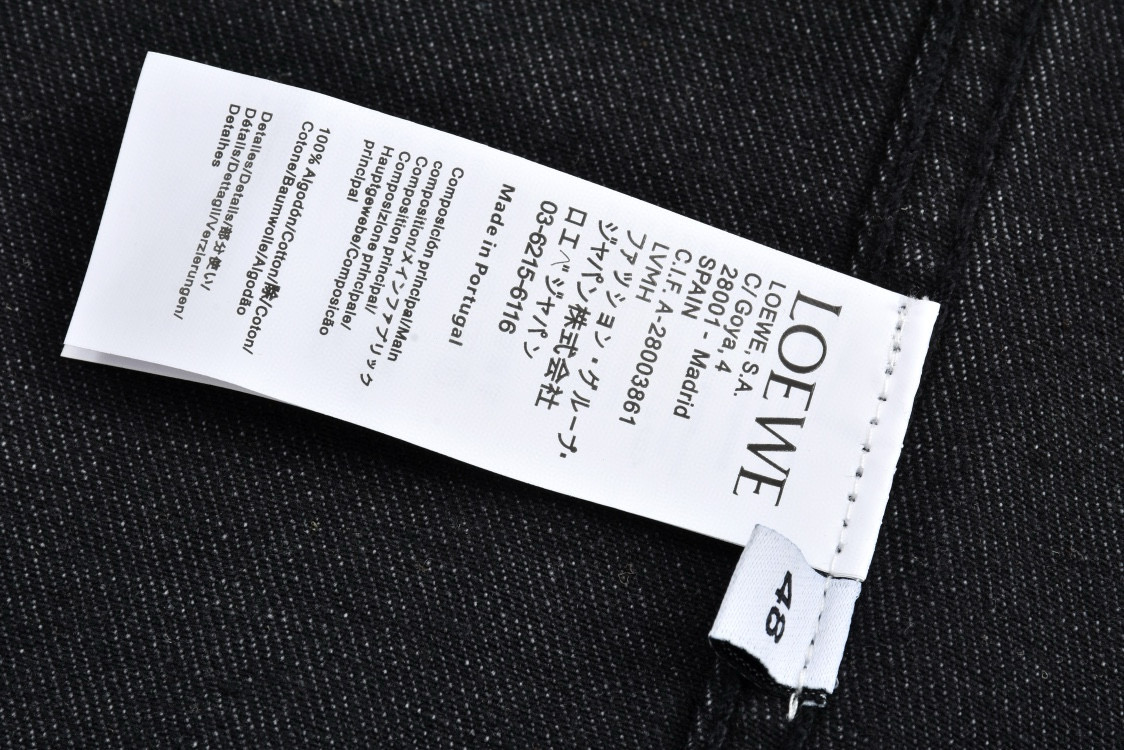 LOEWE
LOEWE, S.A.
C/ Goya, 4
28001 - Madrid
SPAIN
C.I.F. A-28003861
LVMH
ファッション・グループ・
ジャパン株式会社
ロエベジャパン
03-6215-6116
Made in Portugal
Composición principal/Main
composition/メインファブリック
Composition principal/
Composizione principale/
Hauptgewebe/Composição
principal
100% Algodón/Cotton/綿/Coton/
Cotone/Baumwolle/Algodão
Detalles/Details/部分使い/
Détails/Dettagli/Verzierungen/
Detalhes
48